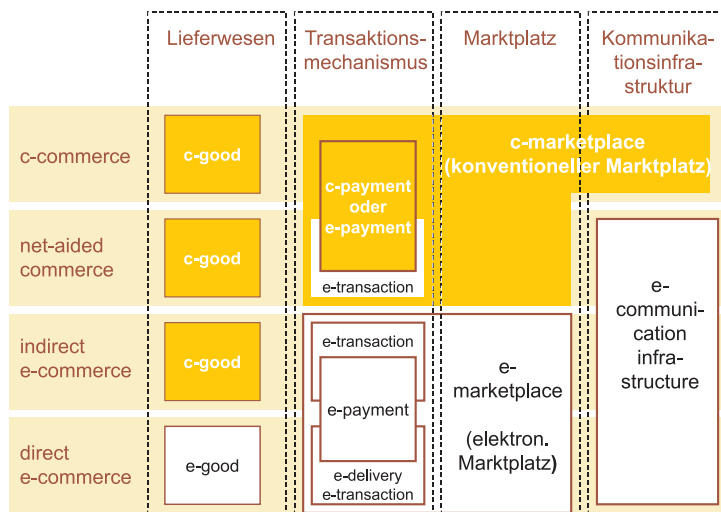 Lieferwesen
Transaktions-
mechanismus
Marktplatz
Kommunika-
tionsinfra-
struktur
c-commerce
c-good
c-payment
oder
e-payment
c-marketplace
(konventioneller Marktplatz)
net-aided
commerce
c-good
e-transaction
e-
communi-
cation
infra-
structure
indirect
e-commerce
c-good
e-transaction
e-payment
e-
marketplace
(elektron.
Marktplatz)
direct
e-commerce
e-good
e-delivery
e-transaction